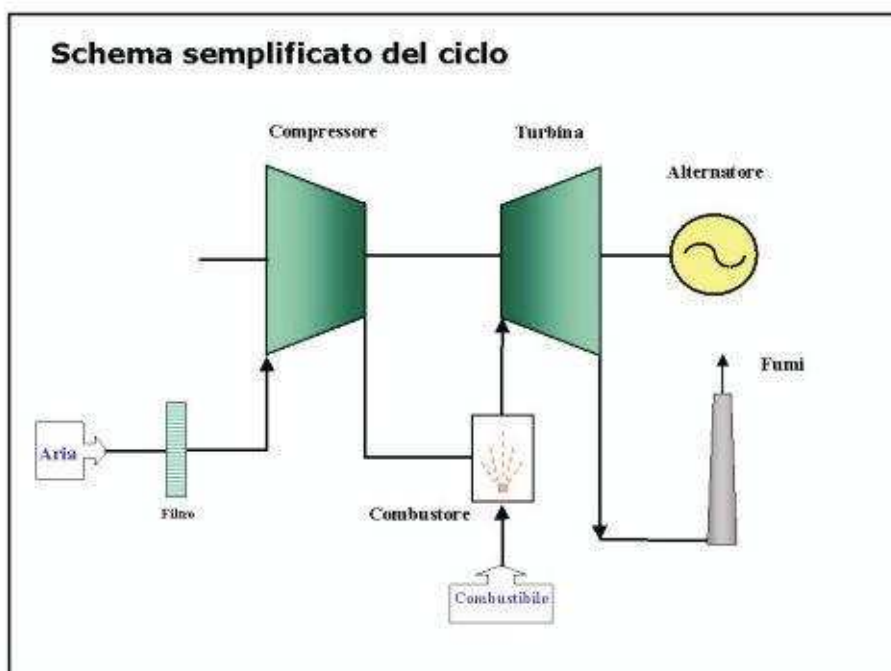 Schema semplificato del ciclo
Compressore
Turbina
Alternatore
Fumi
Aria
Filtro
Combustore
Combustibile